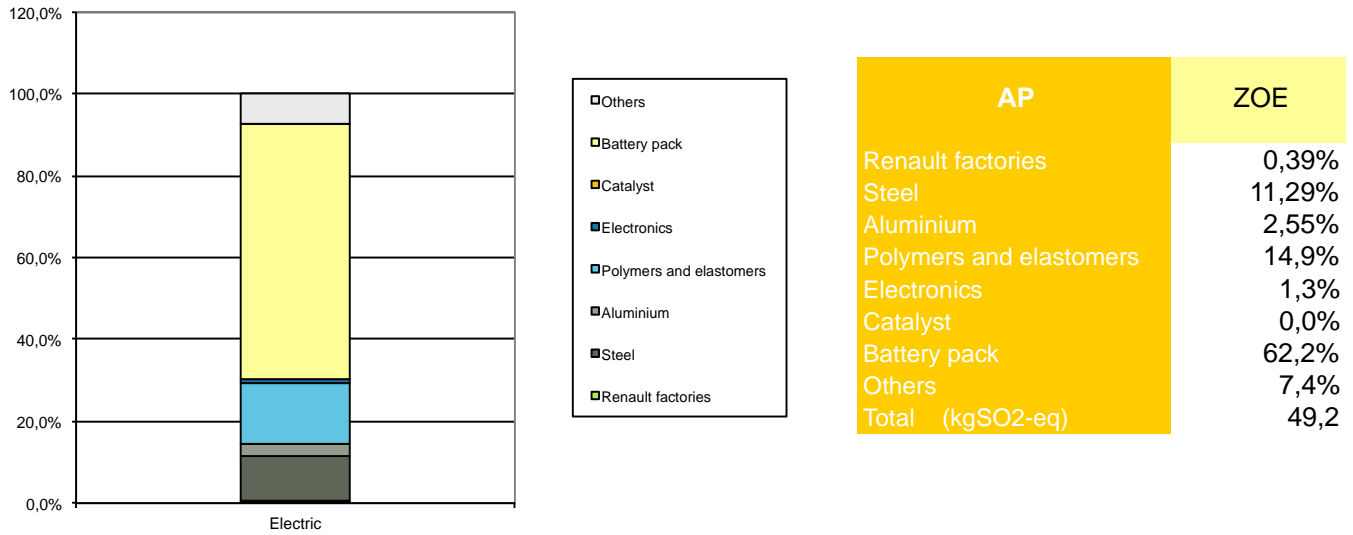 120,0%
100,0%
80,0%
60,0%
40,0%
20,0%
0,0%
Electric
Others
Battery pack
Catalyst
Electronics
Polymers and elastomers
Aluminium
Steel
Renault factories
AP ZOE
Renault factories 0,39%
Steel 11,29%
Aluminium 2,55%
Polymers and elastomers 14,9%
Electronics 1,3%
Catalyst 0,0%
Battery pack 62,2%
Others 7,4%
Total (kgSO2-eq) 49,2